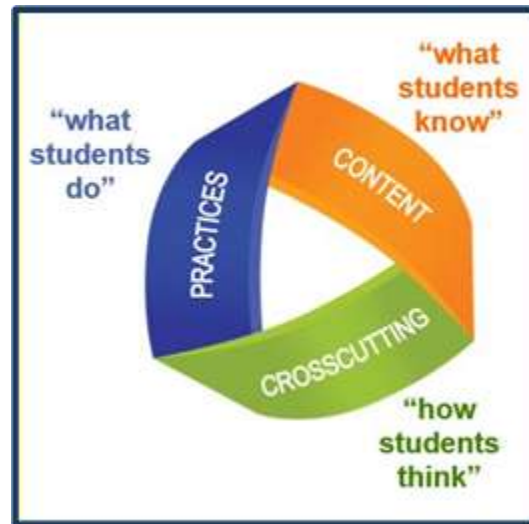 “what
students
do”
PRACTICES
“what
students
know”
CONTENT
CROSSCUTTING
“how
students
think”